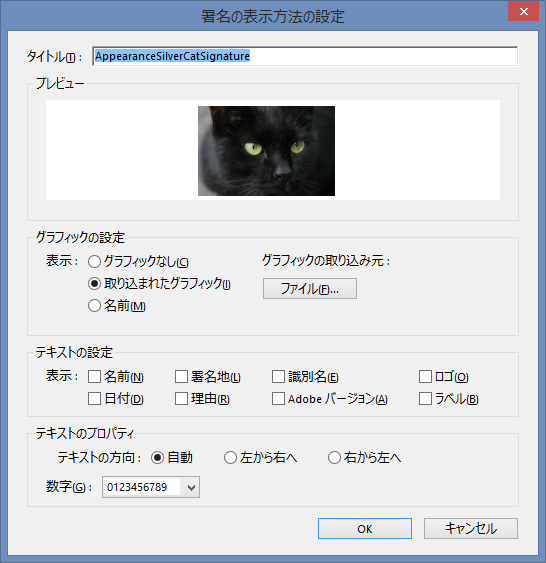 署名の表示方法の設定
タイトル(T)： AppearanceSilverCatSignature
プレビュー
グラフィックの設定
表示： グラフィックなし(C) グラフィックの取り込み元：
取り込まれたグラフィック(I) ファイル(F)...
名前(M)
テキストの設定
表示： 名前(N) 署名地(L) 識別名(E) ロゴ(O)
日付(D) 理由(R) Adobe バージョン(A) ラベル(B)
テキストのプロパティ
テキストの方向： 自動 左から右へ 右から左へ
数字(G)： 0123456789
OK キャンセル